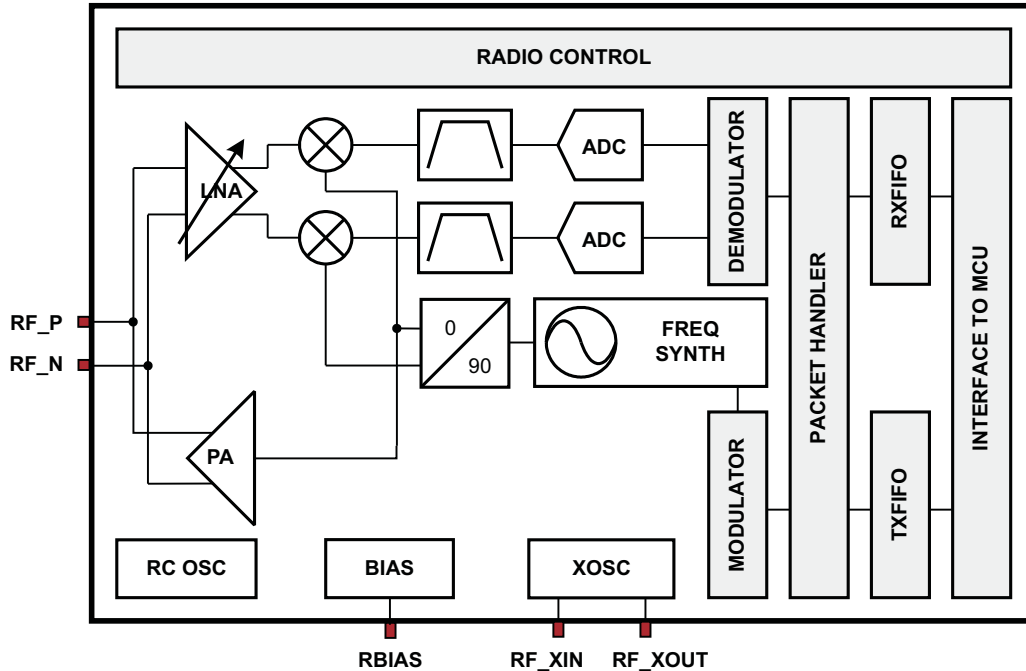 RADIO CONTROL
LNA
ADC
ADC
DEMODULATOR
PACKET HANDLER
RXFIFO
INTERFACE TO MCU
RF_P
RF_N
0
90
FREQ
SYNTH
PA
MODULATOR
TXFIFO
RC OSC
BIAS
XOSC
RBIAS
RF_XIN
RF_XOUT